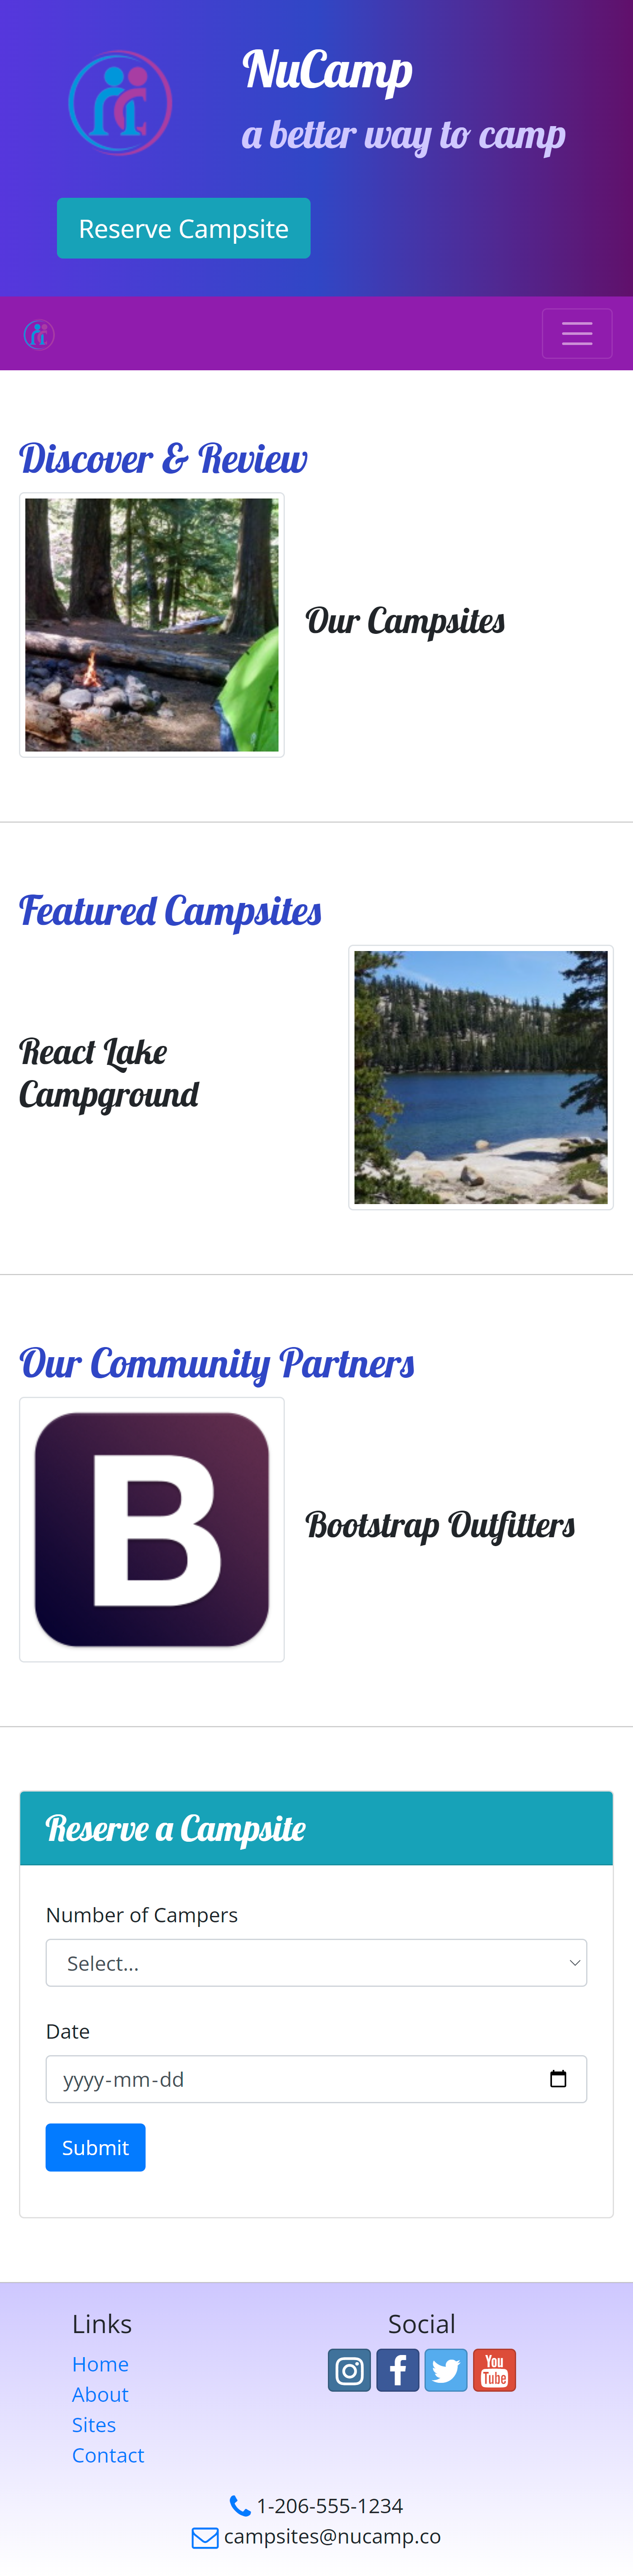 NuCamp
a better way to camp
Reserve Campsite
Discover & Review
Our Campsites
Featured Campsites
React Lake
Campground
Our Community Partners
B
Bootstrap Outfitters
Reserve a Campsite
Number of Campers
Select...
Date
yyyy-mm-dd
Submit
Links
Social
Home
You
Tube
About
Sites
Contact
1-206-555-1234
campsites@nucamp.co